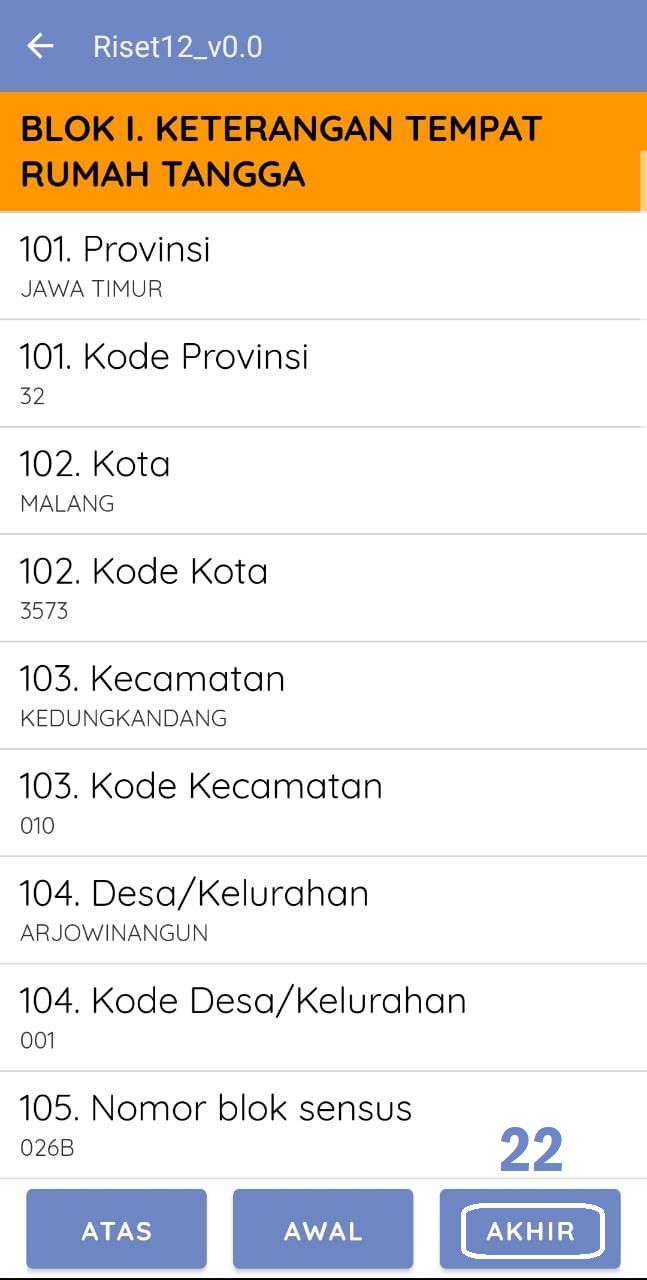 Riset12_v0.0
BLOK I. KETERANGAN TEMPAT
RUMAH TANGGA
101. Provinsi
JAWA TIMUR
101. Kode Provinsi
32
102. Kota
MALANG
102. Kode Kota
3573
103. Kecamatan
KEDUNGKANDANG
103. Kode Kecamatan
010
104. Desa/Kelurahan
ARJOWINANGUN
104. Kode Desa/Kelurahan
001
105. Nomor blok sensus
026B
22
ATAS AWAL AKHIR